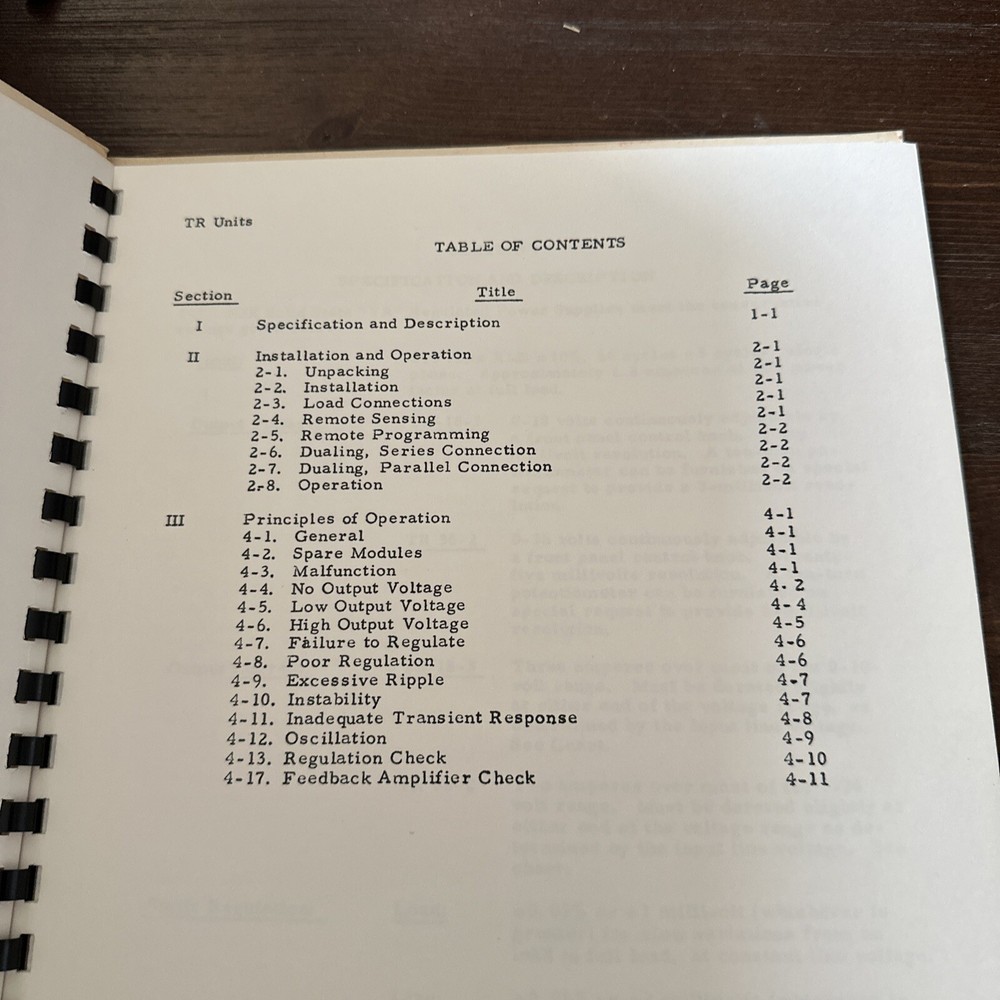 TR Units
TABLE OF CONTENTS
Section Title Page
I Specification and Description 1-1
II Installation and Operation 2-1
2-1. Unpacking 2-1
2-2. Installation 2-1
2-3. Load Connections 2-1
2-4. Remote Sensing 2-1
2-5. Remote Programming 2-2
2-6. Dualing, Series Connection 2-2
2-7. Dualing, Parallel Connection 2-2
2-8. Operation 2-2
III Principles of Operation 4-1
4-1. General 4-1
4-2. Spare Modules 4-1
4-3. Malfunction 4-1
4-4. No Output Voltage 4. 2
4-5. Low Output Voltage 4-4
4-6. High Output Voltage 4-5
4-7. Failure to Regulate 4-6
4-8. Poor Regulation 4-6
4-9. Excessive Ripple 4-7
4-10. Instability 4-7
4-11. Inadequate Transient Response 4-8
4-12. Oscillation 4-9
4-13. Regulation Check 4-10
4-17. Feedback Amplifier Check 4-11